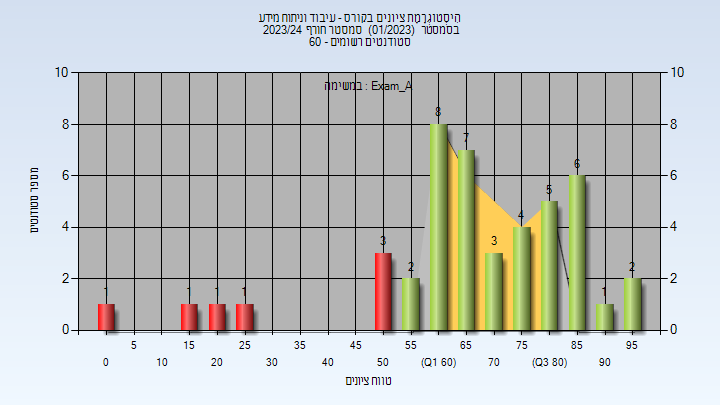 היסטוגרמת ציונים בקורס - עיבוד וניתוח מידע
בסמסטר (01/2023) סמסטר חורף 2023/24
סטודנטים רשומים - 60
במשימה : Exam_A
10 10
8 8
6 6
4 4
2 2
0 0
מספר סטודנטים
1 1 1 1 3 2 8 7 3 4 5 6 1 2
5 15 25 35 45 55 65 75 85 95
0 10 20 30 40 50 (Q1 60) 70 (Q3 80) 90
טווח ציונים